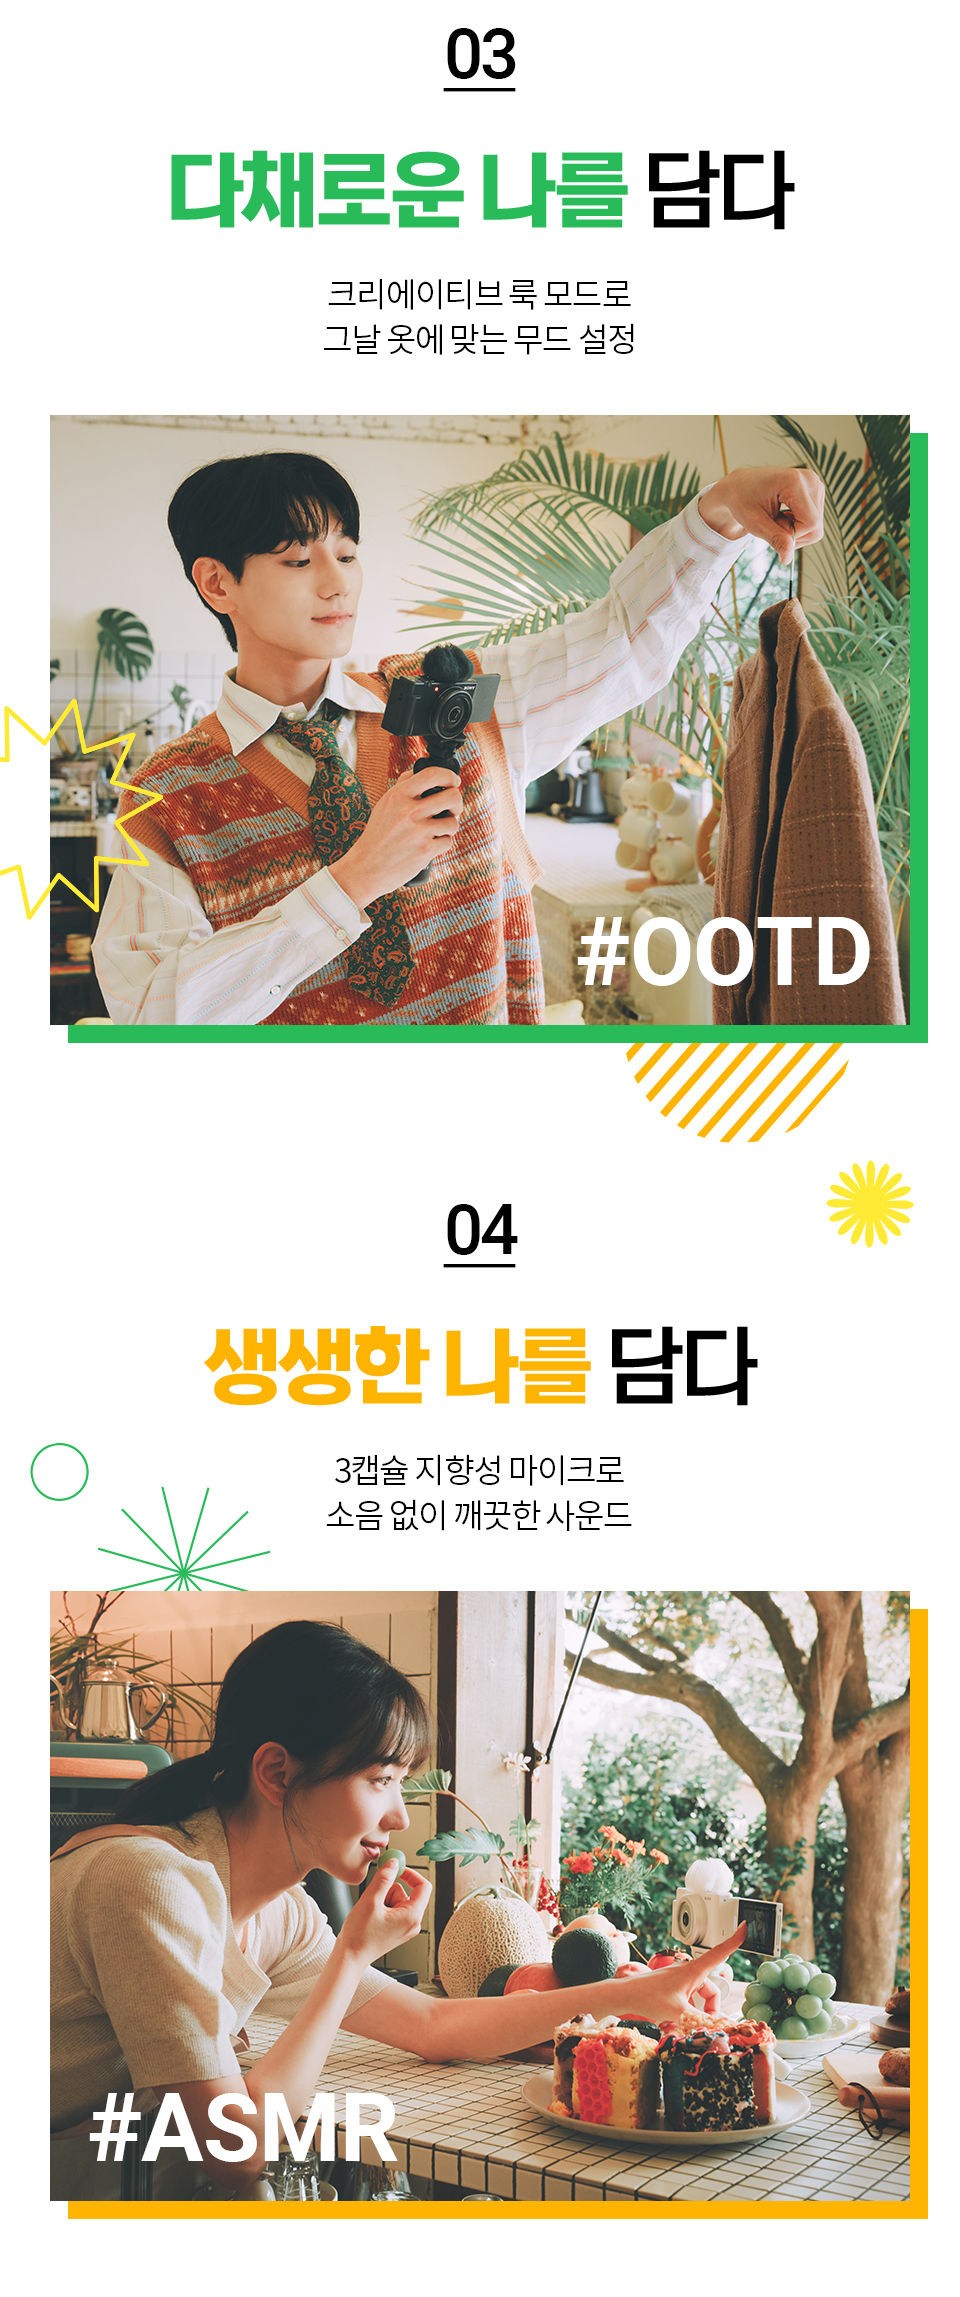 03
다채로운 나를 담다
크리에이티브 룩 모드로
그날 옷에 맞는 무드 설정
SONY
#OOTD
04
생생한 나를 담다
3캡슐 지향성 마이크로
소음 없이 깨끗한 사운드
#ASMR